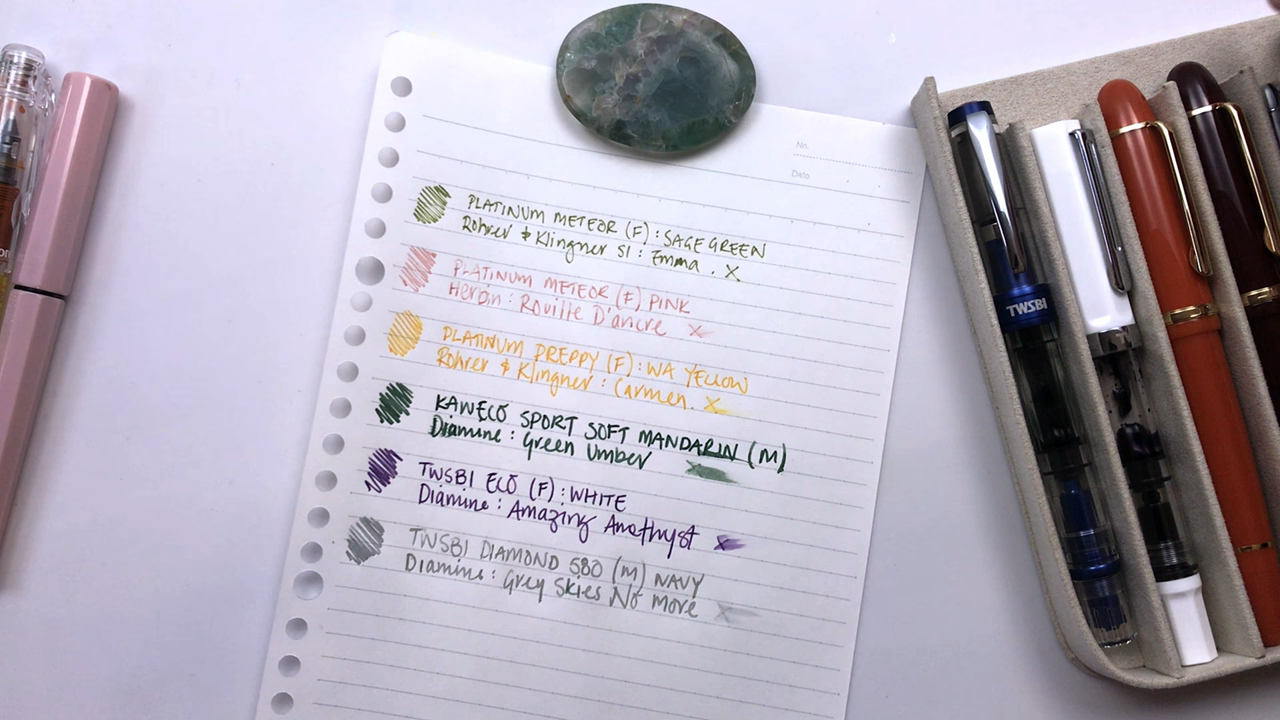 No.
Date
PLATINUM METEOR (F) : SAGE GREEN
Rohrer & Klingner SI : Emma . X
PLATINUM METEOR (F) PINK
Herbin : Rouille D'ancre X
PLATINUM PREPPY (F) : WA YELLOW
Rohrer & Klingner : Carmen. X
KAWECO SPORT SOFT MANDARIN (M)
Diamine : Green Umber
TWSBI ECO (F) : WHITE
Diamine : Amazing Amethyst X
TWSBI DIAMOND 580 (M) NAVY
Diamine : Grey Skies No More X
TWSBI